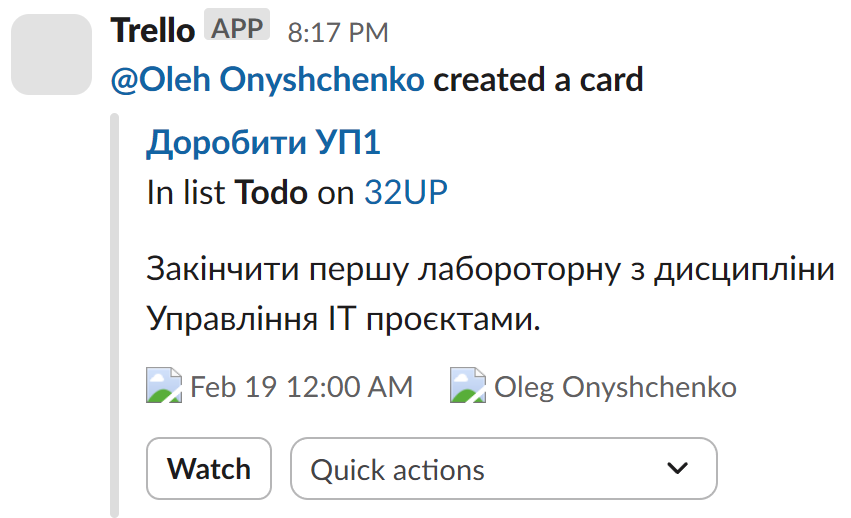 Trello APP 8:17 PM
@Oleh Onyshchenko created a card
Доробити УП1
In list Todo on 32UP
Закінчити першу лабороторну з дисципліни
Управління ІТ проєктами.
Feb 19 12:00 AM Oleg Onyshchenko
Watch Quick actions